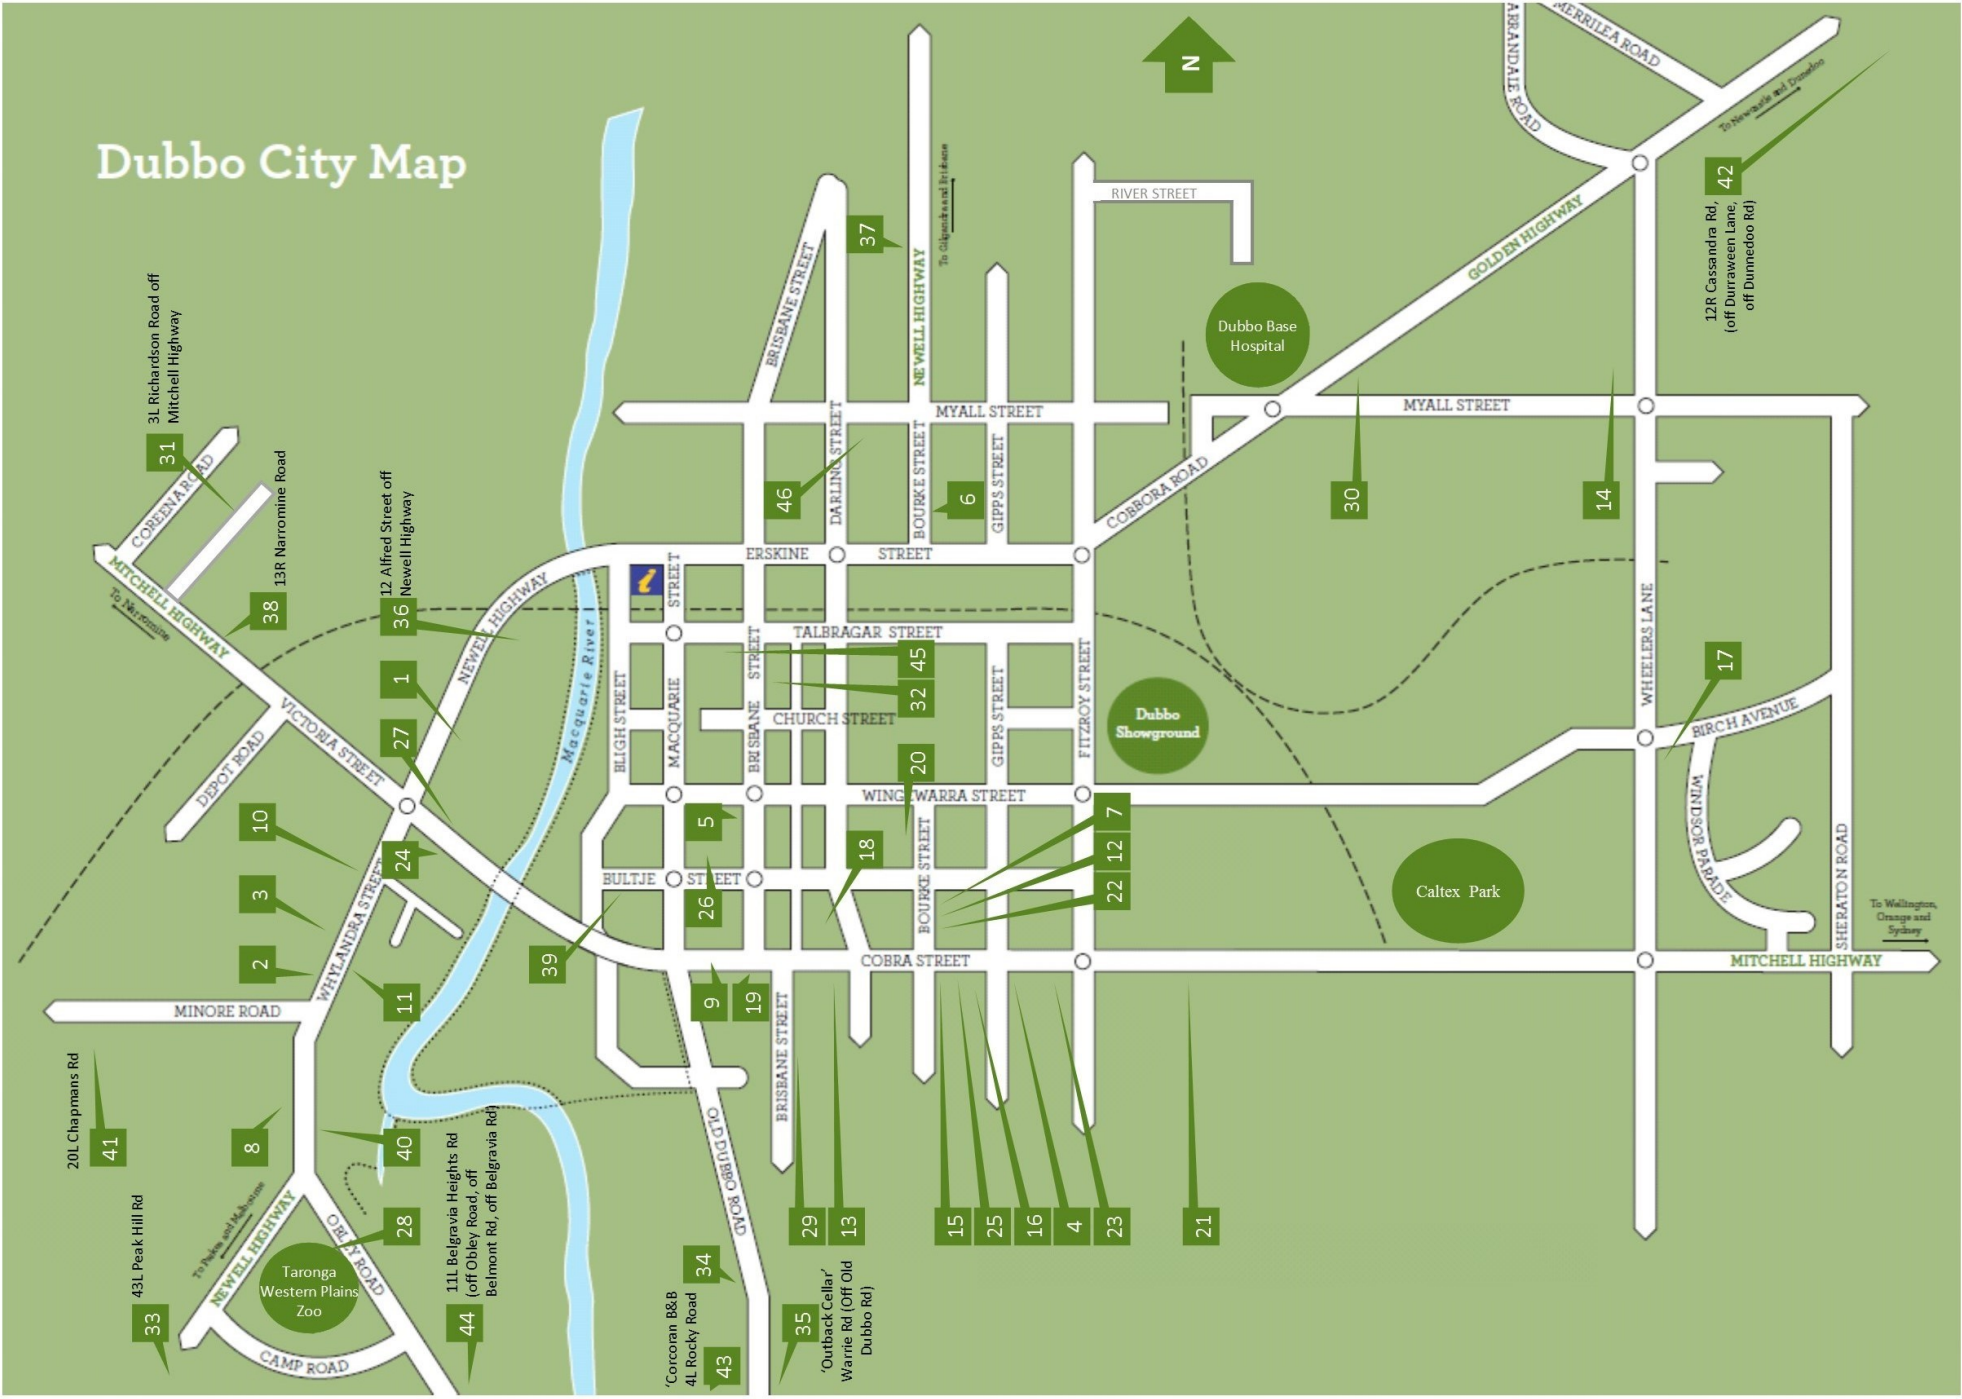 Dubbo City Map
N
ARRANDALE ROAD
MERRILEA ROAD
To Newcastle and Dunedoo
42
12R Cassandra Rd,
(off Durraween Lane,
off Dunnedoo Rd)
RIVER STREET
GOLDEN HIGHWAY
To Gilgandra and Brisbane
37
NEWELL HIGHWAY
BRISBANE STREET
Dubbo Base
Hospital
3L Richardson Road off
Mitchell Highway
31
COREENA ROAD
13R Narromine Road
38
MITCHELL HIGHWAY
To Narromine
12 Alfred Street off
Newell Highway
36
NEWELL HIGHWAY
MYALL STREET
MYALL STREET
DARLING STREET
BOURKE STREET
GIPPS STREET
COBBORA ROAD
46
6
30
14
ERSKINE
STREET
i
MACQUARIE
STREET
TALBRAGAR STREET
BRISBANE
STREET
45
32
CHURCH STREET
BLIGH STREET
Macquarie River
GIPPS STREET
FITZROY STREET
Dubbo
Showground
WHEELERS LANE
17
BIRCH AVENUE
WINDSOR PARADE
SHERATON ROAD
1
27
VICTORIA STREET
DEPOT ROAD
10
24
3
2
WHYLANDRA STREET
11
MINORE ROAD
20
WINGEWARRA STREET
5
18
7
12
22
BULTJE
STREET
26
BOURKE STREET
39
COBRA STREET
9
19
Caltex Park
To Wellington,
Orange and
Sydney
MITCHELL HIGHWAY
BRISBANE STREET
OLD DUBBO ROAD
20L Chapmans Rd
41
8
40
43L Peak Hill Rd
33
To Parkes and Melbourne
NEWELL HIGHWAY
28
Taronga
Western Plains
Zoo
OBLEY ROAD
CAMP ROAD
11L Belgravia Heights Rd
(off Obley Road, off
Belmont Rd, off Belgravia Rd)
44
34
'Corcoran B&B
4L Rocky Road
43
35
'Outback Cellar'
Warrie Rd (Off Old
Dubbo Rd)
29
13
15
25
16
4
23
21